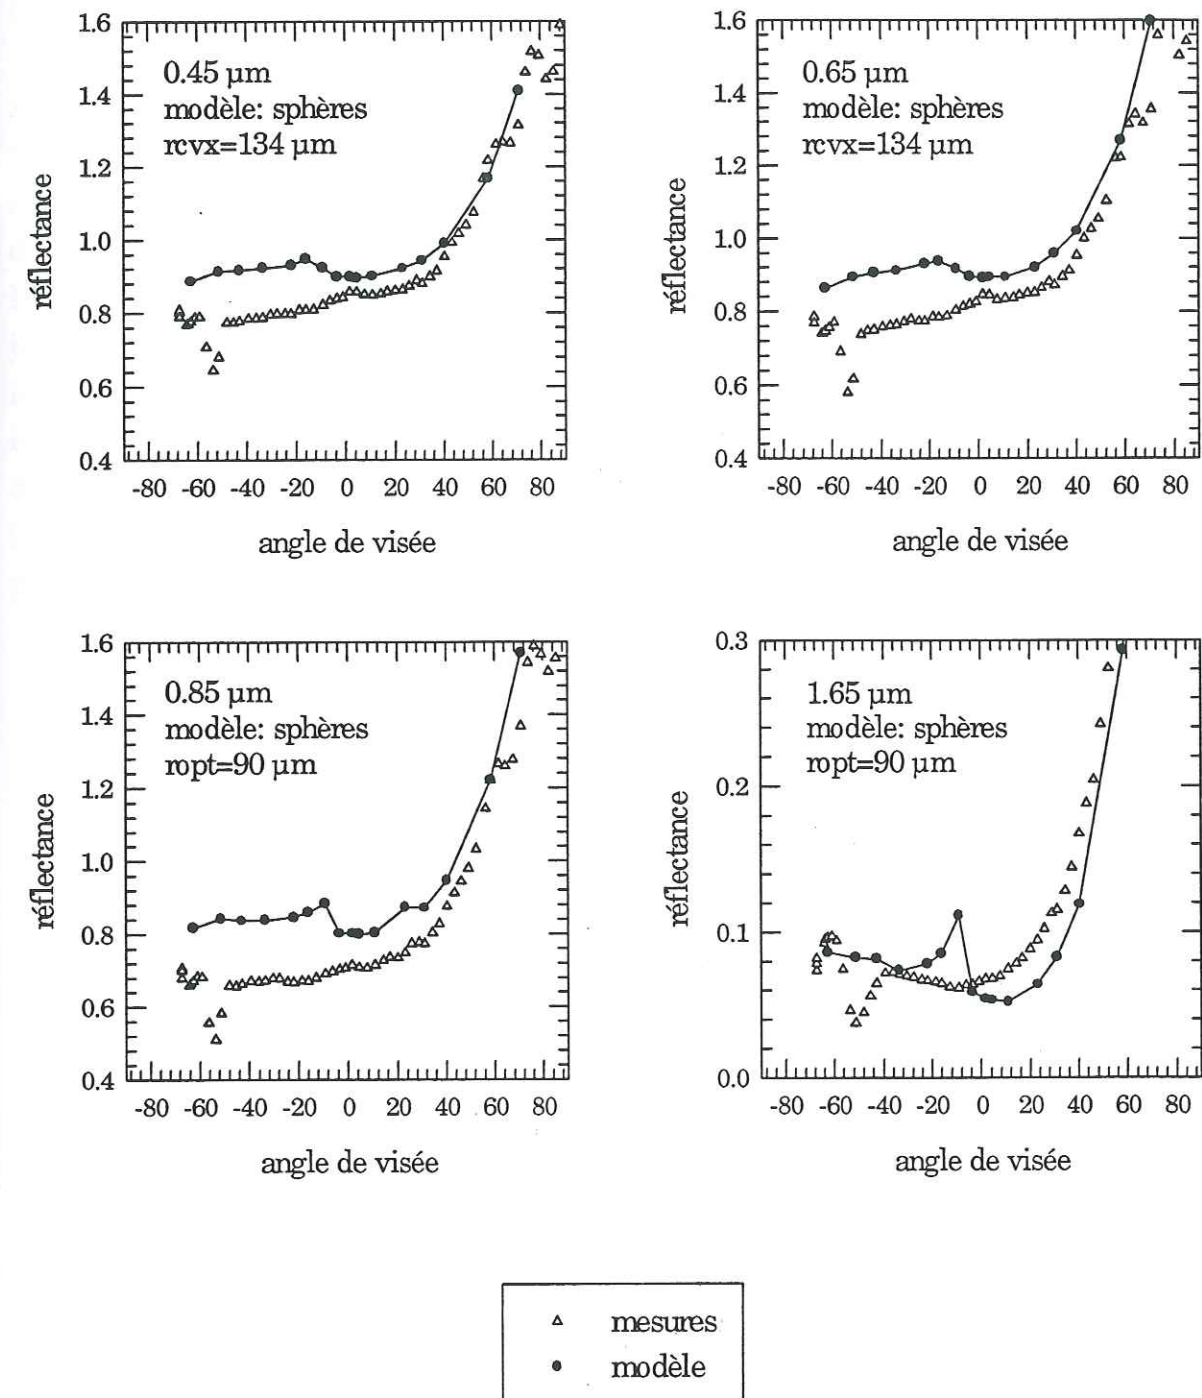 1.6
1.4
1.2
1.0
0.8
0.6
0.4
réflectance
0.45 µm
modèle: sphères
rcvx=134 µm
-80 -60 -40 -20 0 20 40 60 80
angle de visée
1.6
1.4
1.2
1.0
0.8
0.6
0.4
réflectance
0.65 µm
modèle: sphères
rcvx=134 µm
-80 -60 -40 -20 0 20 40 60 80
angle de visée
1.6
1.4
1.2
1.0
0.8
0.6
0.4
réflectance
0.85 µm
modèle: sphères
ropt=90 µm
-80 -60 -40 -20 0 20 40 60 80
angle de visée
0.3
0.2
0.1
0.0
réflectance
1.65 µm
modèle: sphères
ropt=90 µm
-80 -60 -40 -20 0 20 40 60 80
angle de visée
mesures
modèle